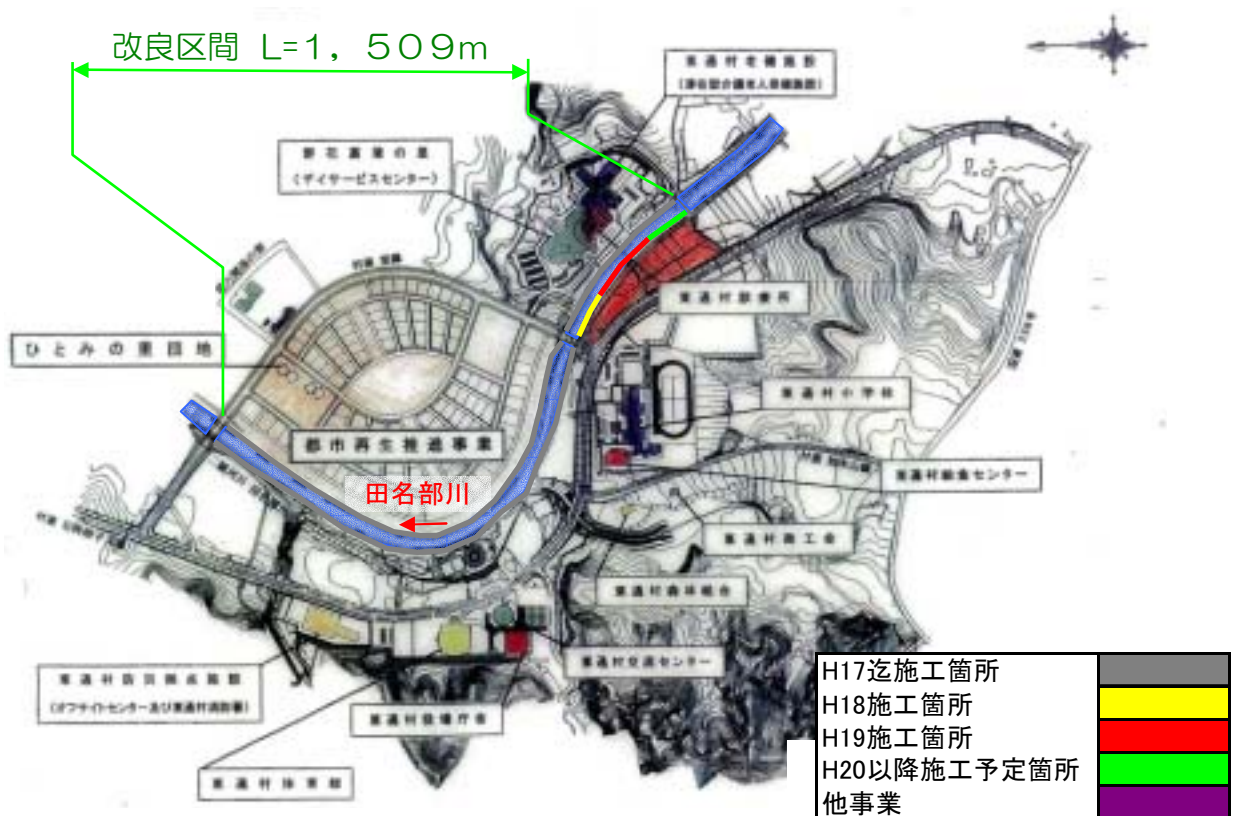 改良区間 L=1,509m
東通村老健施設
(滞在型介護老人保健施設)
野花菖蒲の里
(デイサービスセンター)
東通村診療所
ひとみの里団地
東通村小学校
都市再生推進事業
東通村給食センター
田名部川
東通村商工会
東通村森林組合
東通村交流センター
東通村防災拠点施設
(オフサイトセンター及び東通村消防署)
東通村役場庁舎
東通村体育館
H17迄施工箇所
H18施工箇所
H19施工箇所
H20以降施工予定箇所
他事業